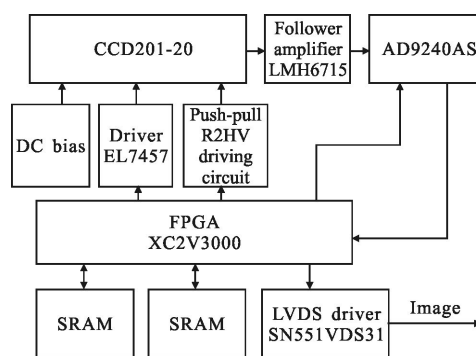 CCD201-20
Follower
amplifier
LMH6715
AD9240AS
DC bias
Driver
EL7457
Push-pull
R2HV
driving
circuit
FPGA
XC2V3000
SRAM
SRAM
LVDS driver
SN551VDS31
Image